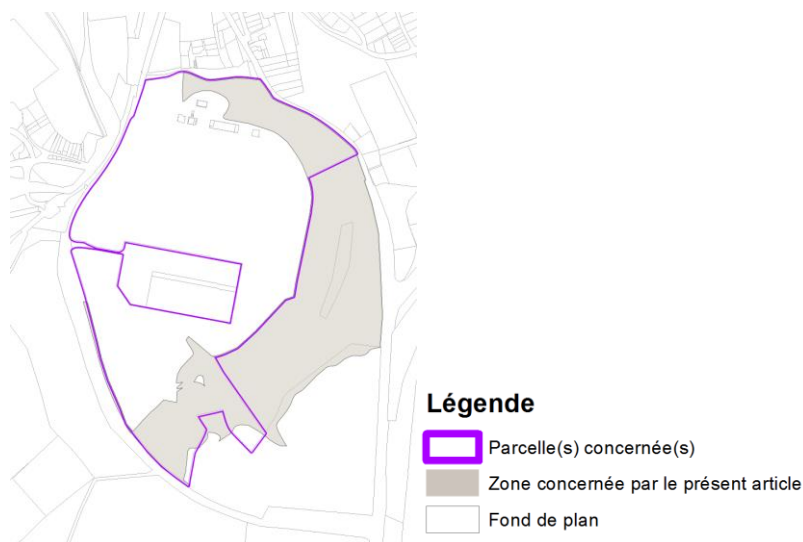 Légende
Parcelle(s) concernée(s)
Zone concernée par le présent article
Fond de plan